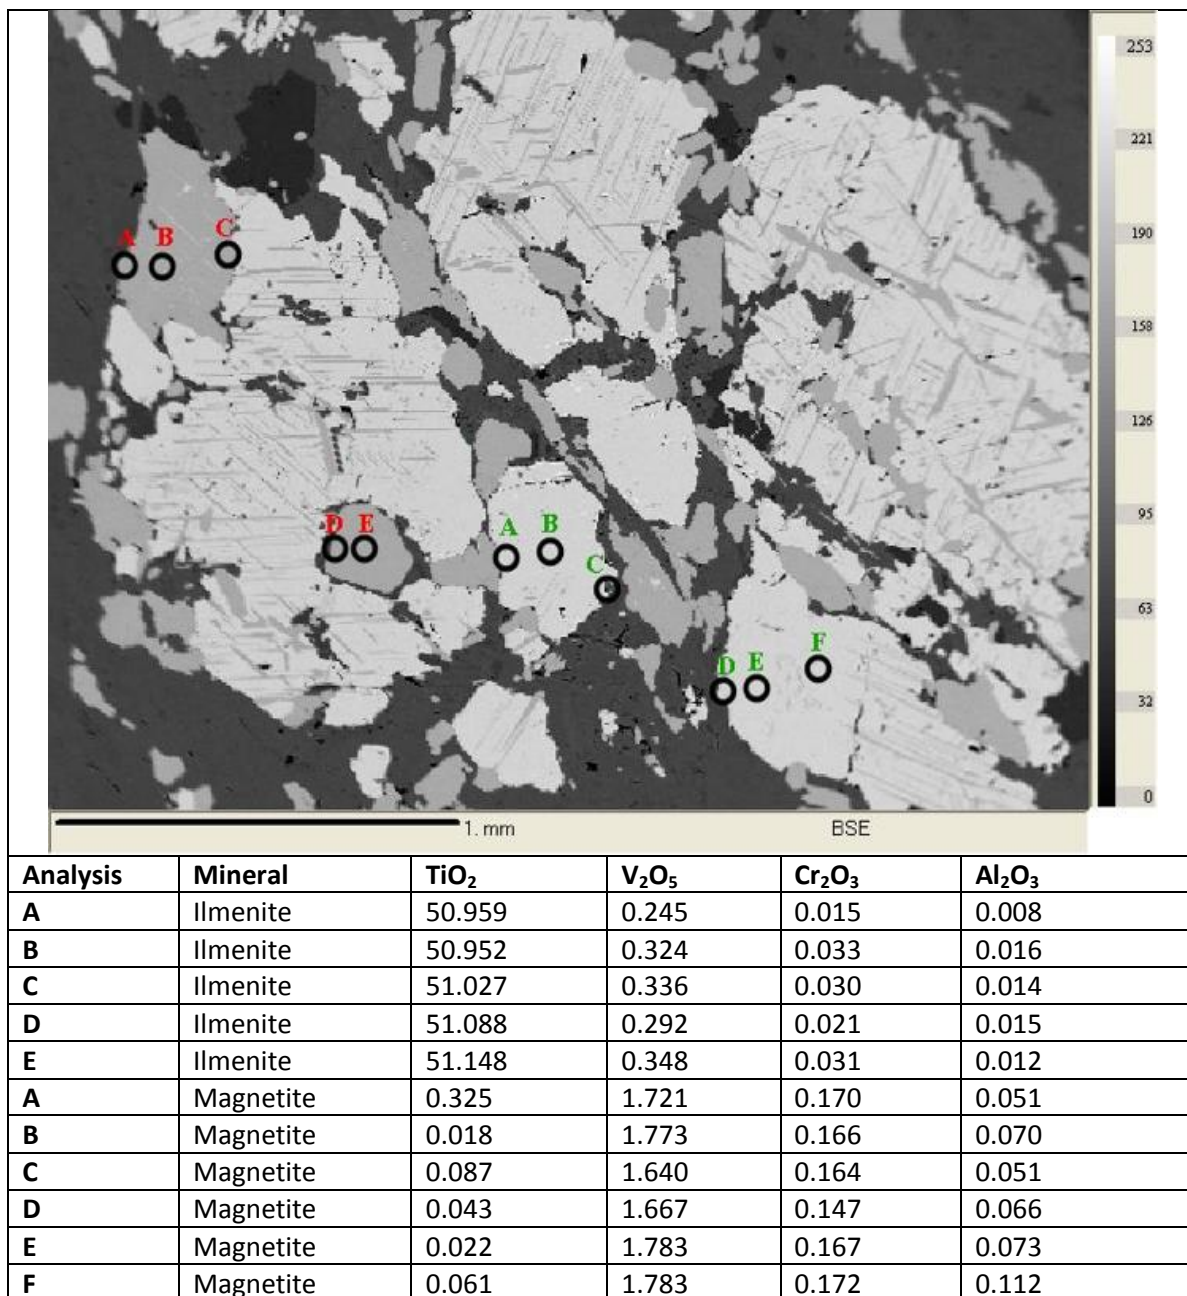 253
221
A B C
190
158
126
95
D E A B
C
63
D E F
32
0
1. mm BSE
Analysis Mineral TiO₂ V₂O₅ Cr₂O₃ Al₂O₃
A Ilmenite 50.959 0.245 0.015 0.008
B Ilmenite 50.952 0.324 0.033 0.016
C Ilmenite 51.027 0.336 0.030 0.014
D Ilmenite 51.088 0.292 0.021 0.015
E Ilmenite 51.148 0.348 0.031 0.012
A Magnetite 0.325 1.721 0.170 0.051
B Magnetite 0.018 1.773 0.166 0.070
C Magnetite 0.087 1.640 0.164 0.051
D Magnetite 0.043 1.667 0.147 0.066
E Magnetite 0.022 1.783 0.167 0.073
F Magnetite 0.061 1.783 0.172 0.112